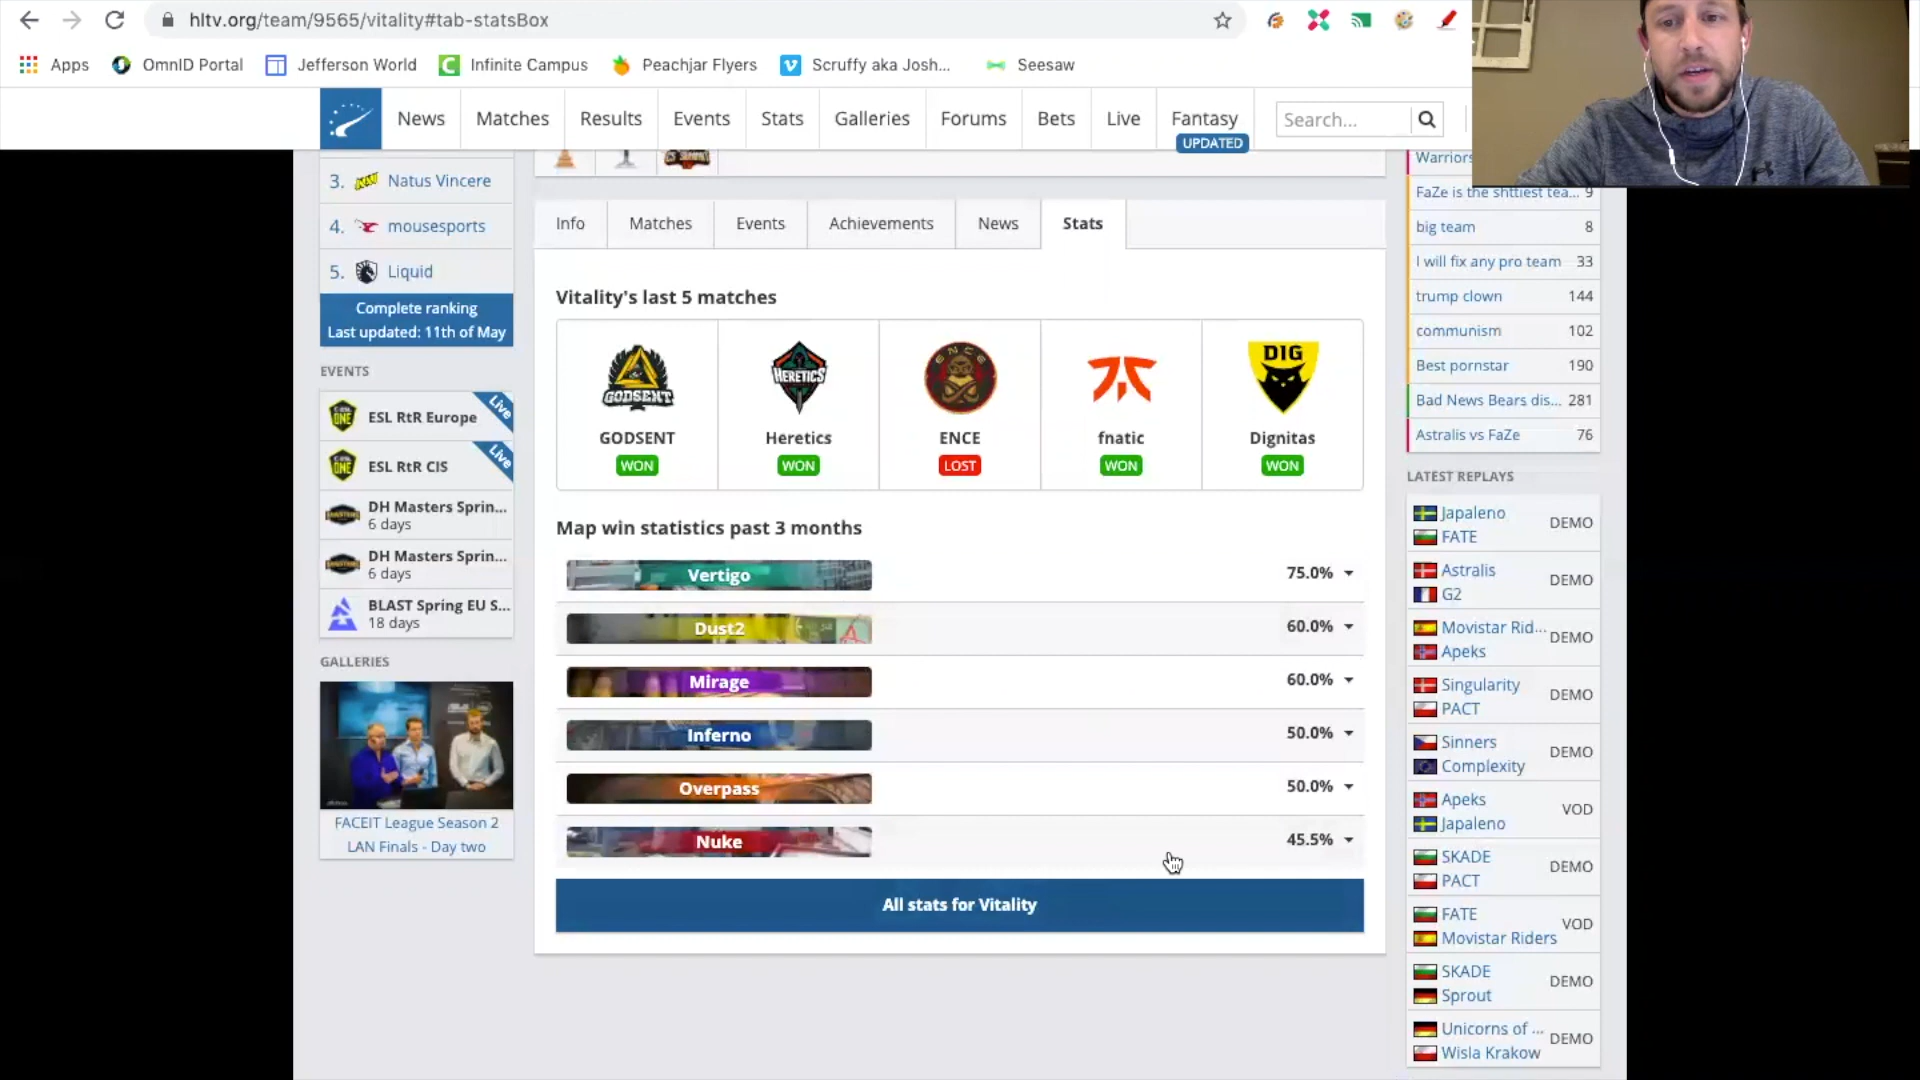 hltv.org/team/9565/vitality#tab-statsBox
Apps
OmnID Portal
Jefferson World
Infinite Campus
Peachjar Flyers
Scruffy aka Josh...
Seesaw
News
Matches
Results
Events
Stats
Galleries
Forums
Bets
Live
Fantasy
UPDATED
Search...
3. Natus Vincere
4. mousesports
5. Liquid
Complete ranking
Last updated: 11th of May
EVENTS
ESL RtR Europe
Live
ESL RtR CIS
Live
DH Masters Sprin...
6 days
DH Masters Sprin...
6 days
BLAST Spring EU S...
18 days
GALLERIES
FACEIT League Season 2
LAN Finals - Day two
Info
Matches
Events
Achievements
News
Stats
Vitality's last 5 matches
GODSENT
ENCE
DIG
HERETICS
GODSENT
Heretics
ENCE
fnatic
Dignitas
WON
WON
LOST
WON
WON
Map win statistics past 3 months
Vertigo 75.0%
Dust2 60.0%
Mirage 60.0%
Inferno 50.0%
Overpass 50.0%
Nuke 45.5%
All stats for Vitality
Warriors
FaZe is the shttiest tea... 9
big team 8
I will fix any pro team 33
trump clown 144
communism 102
Best pornstar 190
Bad News Bears dis... 281
Astralis vs FaZe 76
LATEST REPLAYS
Japaleno
FATE
DEMO
Astralis
G2
DEMO
Movistar Rid...
Apeks
DEMO
Singularity
PACT
DEMO
Sinners
Complexity
DEMO
Apeks
Japaleno
VOD
SKADE
PACT
DEMO
FATE
Movistar Riders
VOD
SKADE
Sprout
DEMO
Unicorns of ...
Wisla Krakow
DEMO